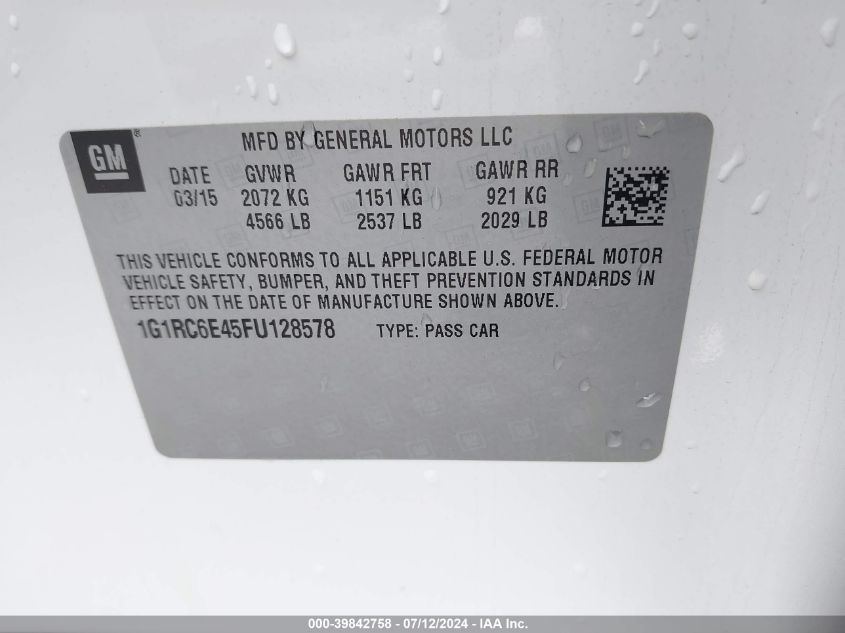 GM ®
MFD BY GENERAL MOTORS LLC
DATE GVWR GAWR FRT GAWR RR
03/15 2072 KG 1151 KG 921 KG
4566 LB 2537 LB 2029 LB
THIS VEHICLE CONFORMS TO ALL APPLICABLE U.S. FEDERAL MOTOR
VEHICLE SAFETY, BUMPER, AND THEFT PREVENTION STANDARDS IN
EFFECT ON THE DATE OF MANUFACTURE SHOWN ABOVE.
1G1RC6E45FU128578 TYPE: PASS CAR
000-39842758 - 07/12/2024 - IAA Inc.